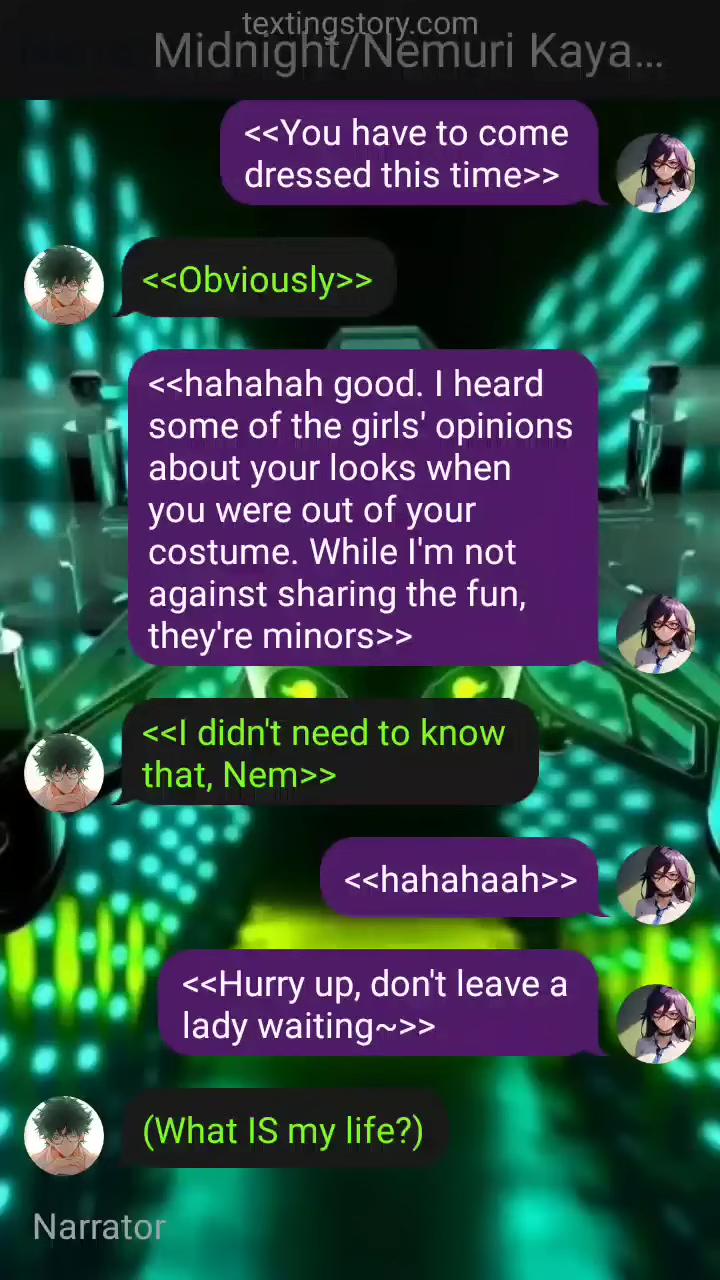 textingstory.com
Midnight/Nemuri Kaya...
<<You have to come
dressed this time>>
<<Obviously>>
<<hahahah good. I heard
some of the girls' opinions
about your looks when
you were out of your
costume. While I'm not
against sharing the fun,
they're minors>>
<<I didn't need to know
that, Nem>>
<<hahahaah>>
<<Hurry up, don't leave a
lady waiting~>>
(What IS my life?)
Narrator